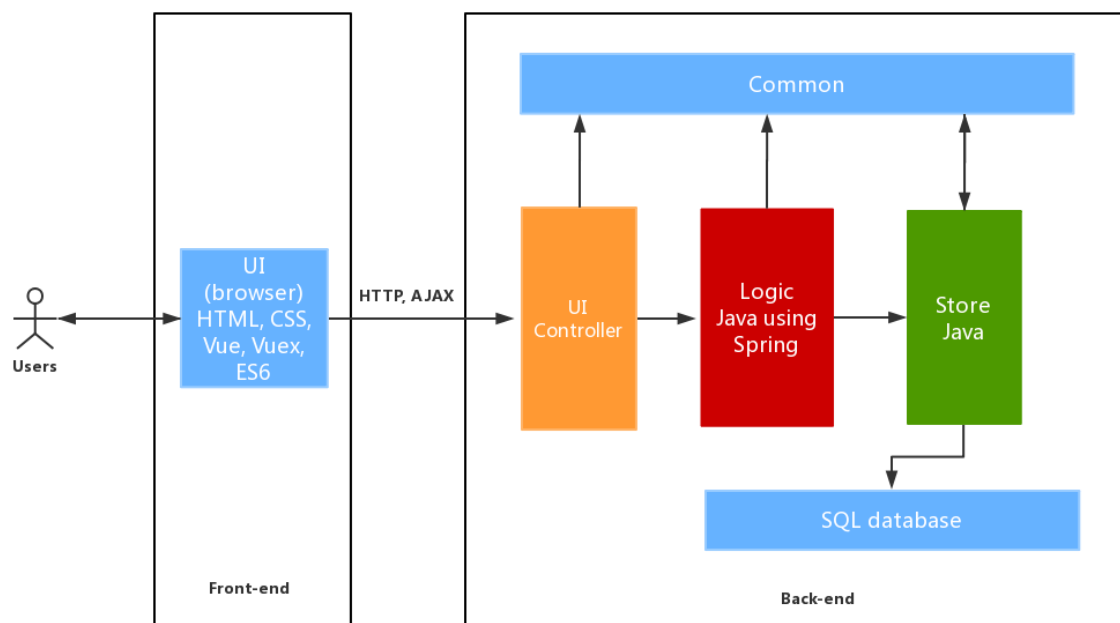 Common
UI
(browser)
HTML, CSS,
Vue, Vuex,
ES6
HTTP, AJAX
UI
Controller
Logic
Java using
Spring
Store
Java
Users
SQL database
Front-end
Back-end